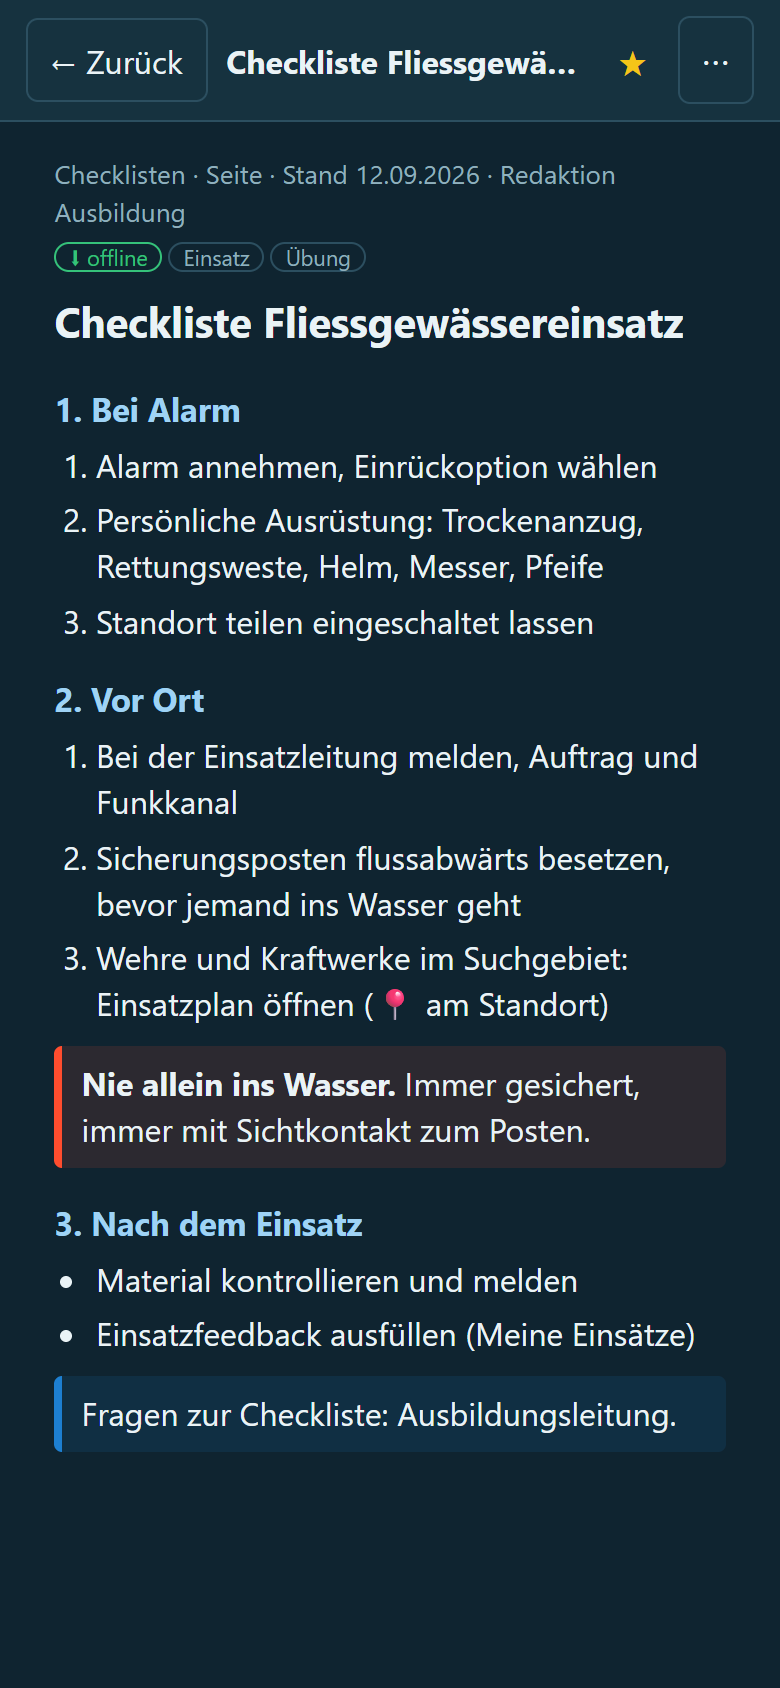 ← Zurück Checkliste Fliessgewä... ★ ...
Checklisten · Seite · Stand 12.09.2026 · Redaktion
Ausbildung
⬇ offline Einsatz Übung
Checkliste Fliessgewässereinsatz
1. Bei Alarm
1. Alarm annehmen, Einrückoption wählen
2. Persönliche Ausrüstung: Trockenanzug,
Rettungsweste, Helm, Messer, Pfeife
3. Standort teilen eingeschaltet lassen
2. Vor Ort
1. Bei der Einsatzleitung melden, Auftrag und
Funkkanal
2. Sicherungsposten flussabwärts besetzen,
bevor jemand ins Wasser geht
3. Wehre und Kraftwerke im Suchgebiet:
Einsatzplan öffnen (📍 am Standort)
Nie allein ins Wasser. Immer gesichert,
immer mit Sichtkontakt zum Posten.
3. Nach dem Einsatz
• Material kontrollieren und melden
• Einsatzfeedback ausfüllen (Meine Einsätze)
Fragen zur Checkliste: Ausbildungsleitung.